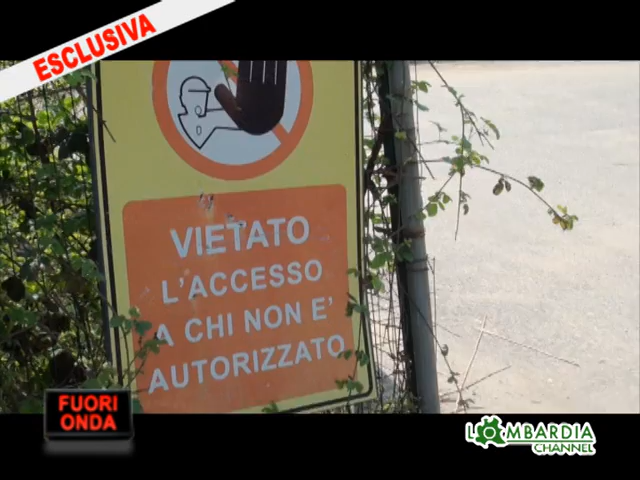 ESCLUSIVA
VIETATO
L'ACCESSO
A CHI NON E'
AUTORIZZATO
FUORI
ONDA
LOMBARDIA
CHANNEL